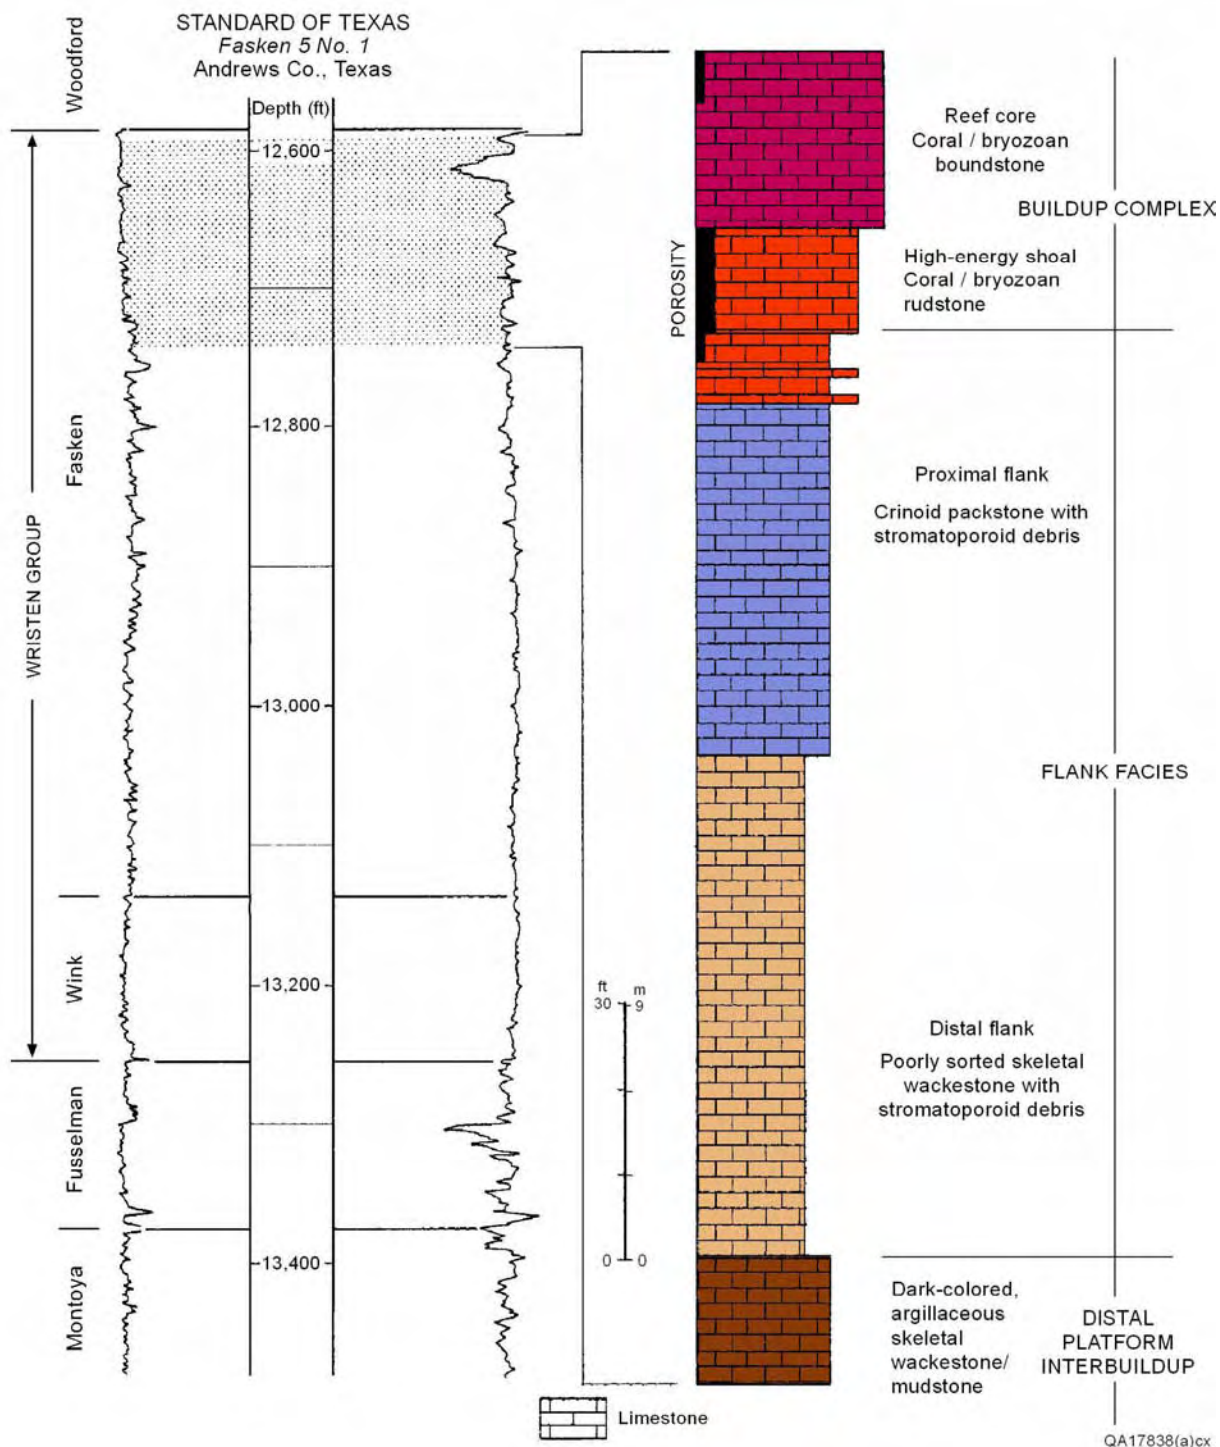 STANDARD OF TEXAS
Fasken 5 No. 1
Andrews Co., Texas
Depth (ft)
12,600
12,800
13,000
13,200
13,400
Woodford
WRISTEN GROUP
Fasken
Wink
Fusselman
Montoya
POROSITY
ft m
30 9
0 0
Reef core
Coral / bryozoan
boundstone
BUILDUP COMPLEX
High-energy shoal
Coral / bryozoan
rudstone
Proximal flank
Crinoid packstone with
stromatoporoid debris
FLANK FACIES
Distal flank
Poorly sorted skeletal
wackestone with
stromatoporoid debris
Dark-colored,
argillaceous
skeletal
wackestone/
mudstone
DISTAL
PLATFORM
INTERBUILDUP
Limestone
QA17838(a)cx